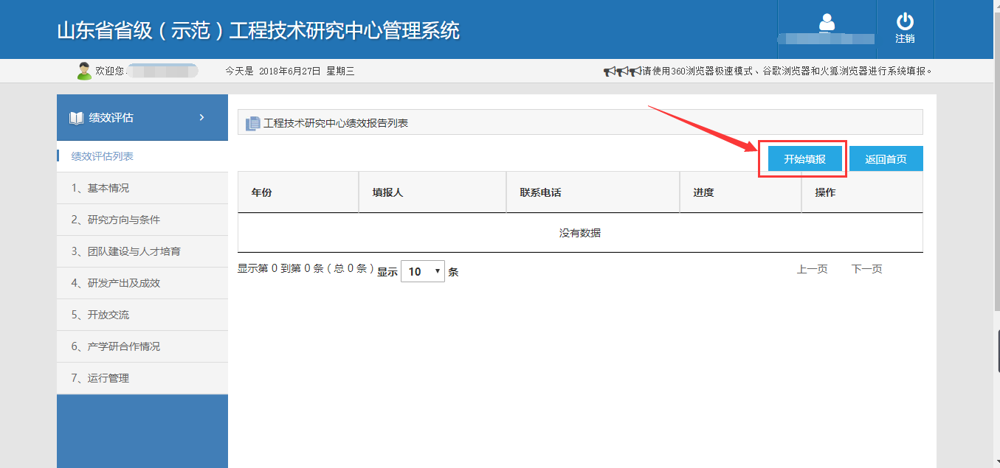 山东省省级（示范）工程技术研究中心管理系统
注销
欢迎您
今天是 2018年6月27日 星期三
请使用360浏览器极速模式、谷歌浏览器和火狐浏览器进行系统填报。
绩效评估
绩效评估列表
1、基本情况
2、研究方向与条件
3、团队建设与人才培育
4、研发产出及成效
5、开放交流
6、产学研合作情况
7、运行管理
工程技术研究中心绩效报告列表
开始填报 返回首页
年份 填报人 联系电话 进度 操作
没有数据
显示第 0 到第 0 条（总 0 条）显示 10 条 上一页 下一页